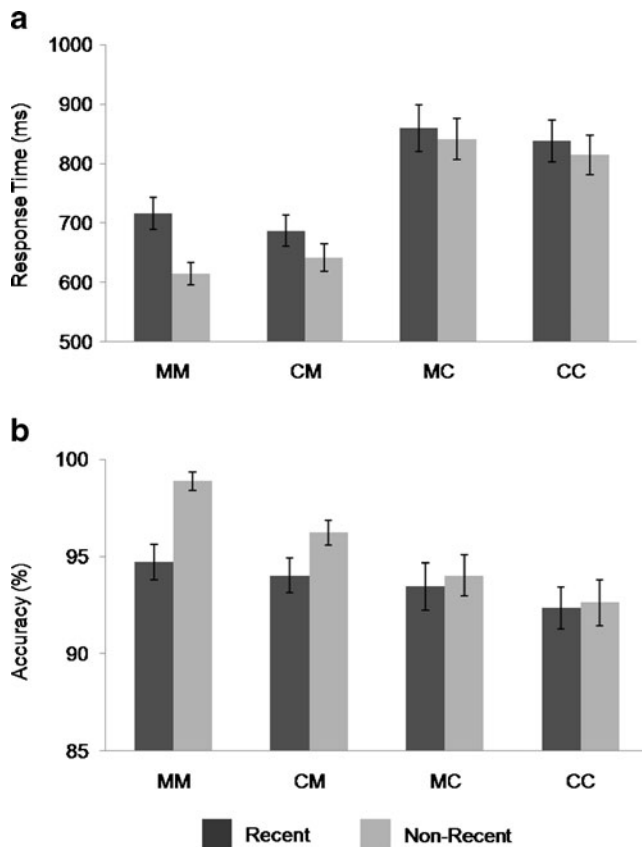 a
1000
900
800
700
600
500
Response Time (ms)
MM CM MC CC
b
100
95
90
85
Accuracy (%)
MM CM MC CC
Recent Non-Recent